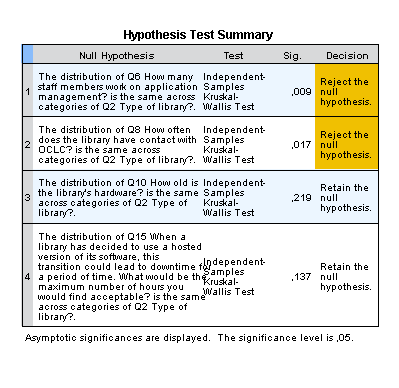 Hypothesis Test Summary
Null Hypothesis Test Sig. Decision
1
The distribution of Q6 How many
staff members work on application
management? is the same across
categories of Q2 Type of library?.
Independent-
Samples
Kruskal-
Wallis Test
,009
Reject the
null
hypothesis.
2
The distribution of Q8 How often
does the library have contact with
OCLC? is the same across
categories of Q2 Type of library?.
Independent-
Samples
Kruskal-
Wallis Test
,017
Reject the
null
hypothesis.
3
The distribution of Q10 How old is
the library's hardware? is the same
across categories of Q2 Type of
library?.
Independent-
Samples
Kruskal-
Wallis Test
,219
Retain the
null
hypothesis.
4
The distribution of Q15 When a
library has decided to use a hosted
version of its software, this
transition could lead to downtime for
a period of time. What would be the
maximum number of hours you
would find acceptable? is the same
across categories of Q2 Type of
library?.
Independent-
Samples
Kruskal-
Wallis Test
,137
Retain the
null
hypothesis.
Asymptotic significances are displayed. The significance level is ,05.